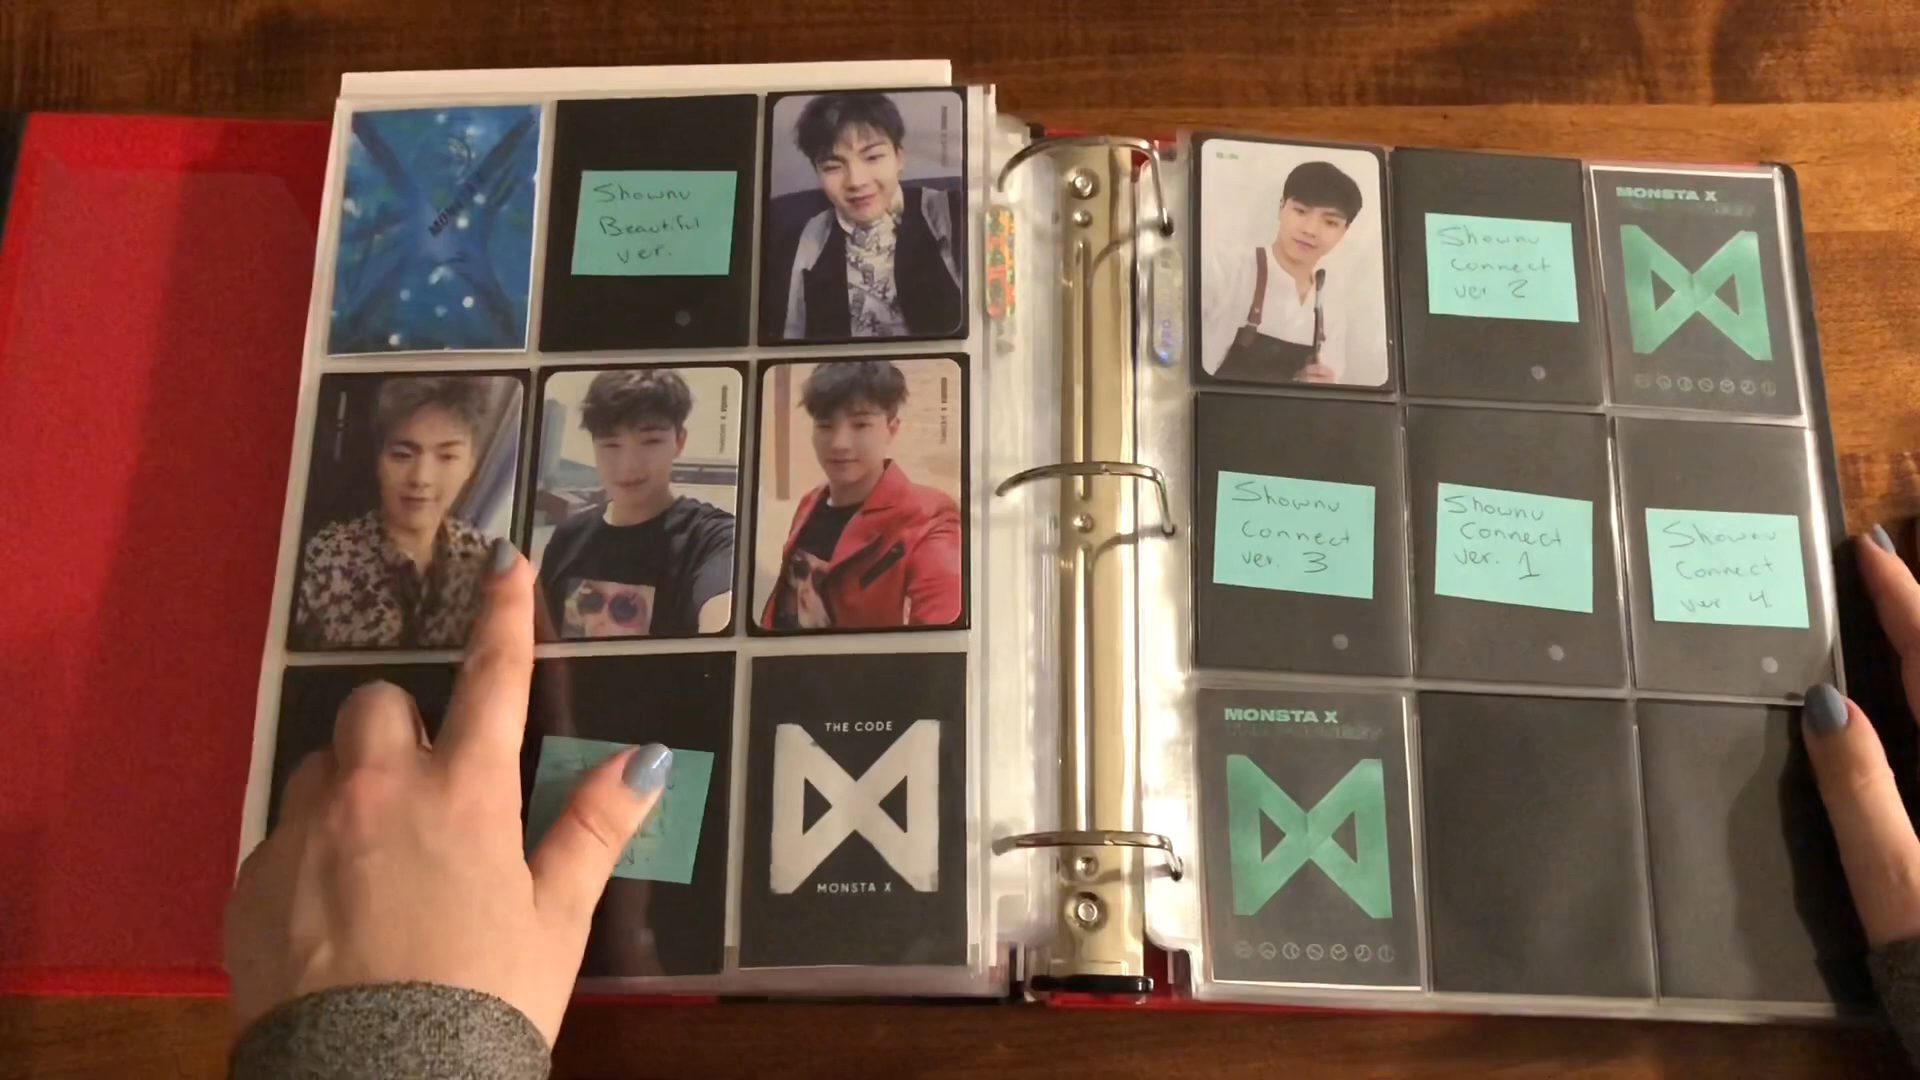 MONSTA X
Shownu
Beautiful
ver.
MONSTA X
Shownu
Connect
ver 2
Shownu
Connect
ver. 3
Shownu
Connect
ver. 1
Shownu
Connect
ver 4
THE CODE
MONSTA X
MONSTA X